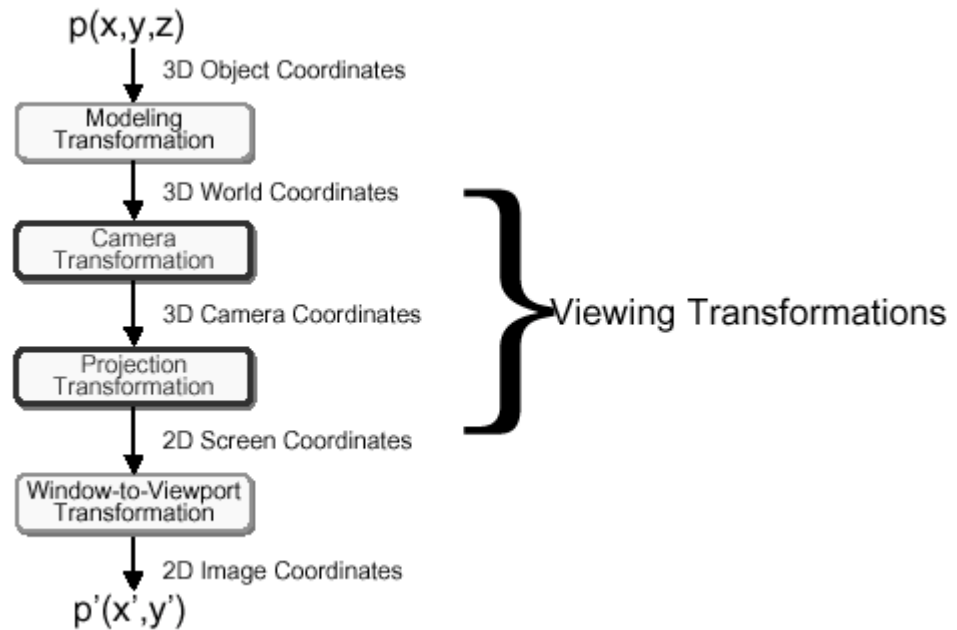 p(x,y,z)
3D Object Coordinates
Modeling
Transformation
3D World Coordinates
Camera
Transformation
3D Camera Coordinates
Viewing Transformations
Projection
Transformation
2D Screen Coordinates
Window-to-Viewport
Transformation
2D Image Coordinates
p'(x',y')